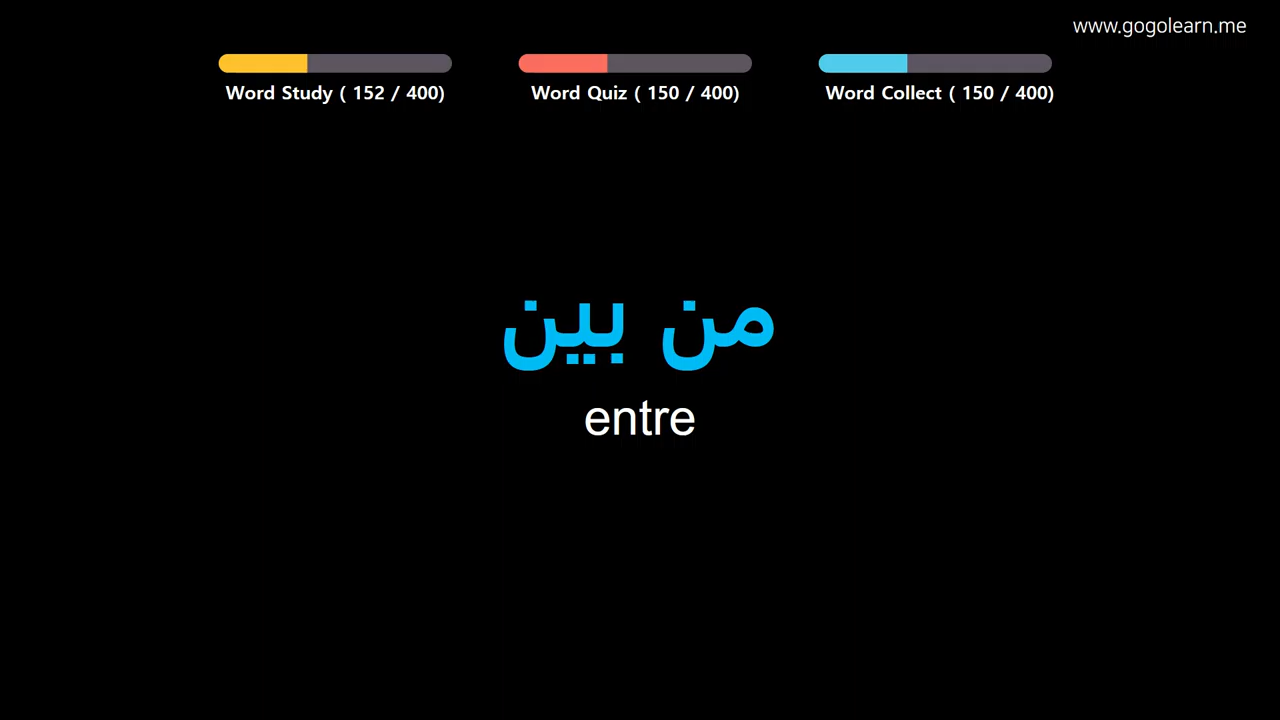 www.gogolearn.me
Word Study ( 152 / 400)
Word Quiz ( 150 / 400)
Word Collect ( 150 / 400)
من بين
entre